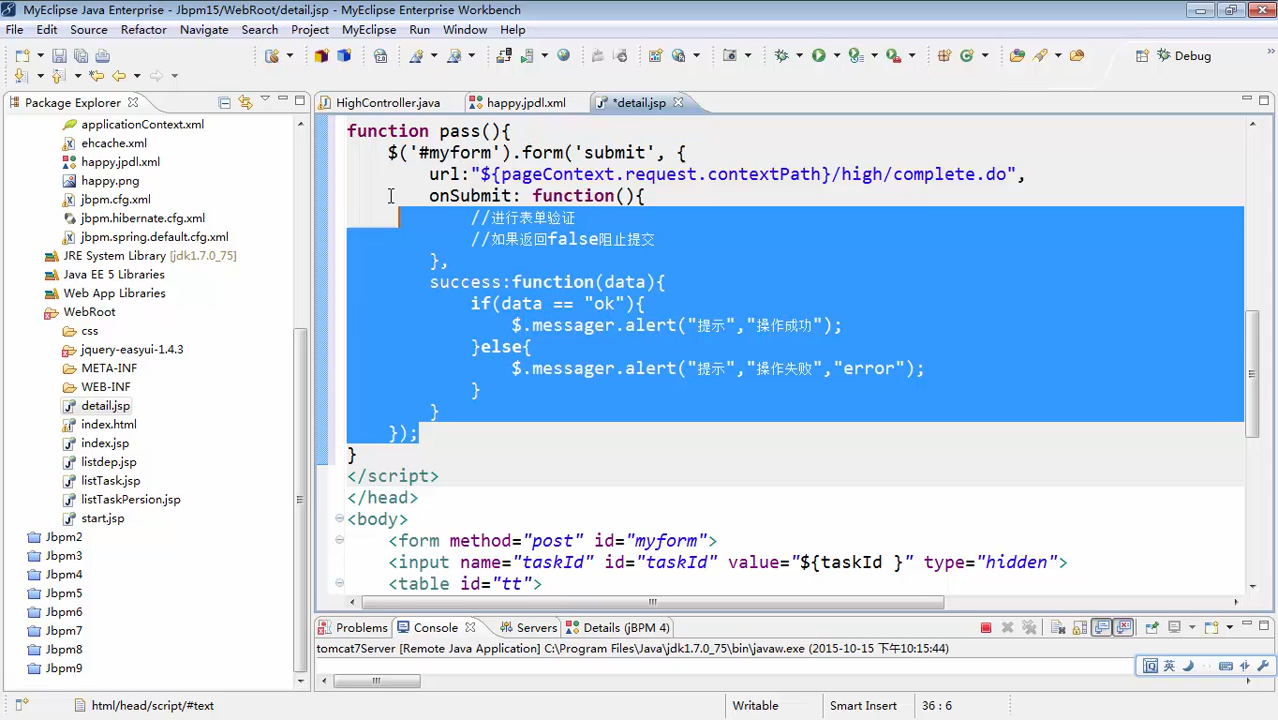 MyEclipse Java Enterprise - Jbpm15/WebRoot/detail.jsp - MyEclipse Enterprise Workbench
File Edit Source Refactor Navigate Search Project MyEclipse Run Window Help
Debug
Package Explorer
HighController.java
happy.jpdl.xml
*detail.jsp
applicationContext.xml
ehcache.xml
happy.jpdl.xml
happy.png
jbpm.cfg.xml
jbpm.hibernate.cfg.xml
jbpm.spring.default.cfg.xml
JRE System Library [jdk1.7.0_75]
Java EE 5 Libraries
Web App Libraries
WebRoot
css
jquery-easyui-1.4.3
META-INF
WEB-INF
detail.jsp
index.html
index.jsp
listdep.jsp
listTask.jsp
listTaskPersion.jsp
start.jsp
Jbpm2
Jbpm3
Jbpm4
Jbpm5
Jbpm6
Jbpm7
Jbpm8
Jbpm9
function pass(){
$('#myform').form('submit', {
url:"${pageContext.request.contextPath}/high/complete.do",
onSubmit: function(){
//进行表单验证
//如果返回false阻止提交
},
success:function(data){
if(data == "ok"){
$.messager.alert("提示","操作成功");
}else{
$.messager.alert("提示","操作失败","error");
}
}
});
}
</script>
</head>
<body>
<form method="post" id="myform">
<input name="taskId" id="taskId" value="${taskId }" type="hidden">
<table id="tt">
Problems
Console
Servers
Details (jBPM 4)
tomcat7Server [Remote Java Application] C:\Program Files\Java\jdk1.7.0_75\bin\javaw.exe (2015-10-15 下午10:15:44)
英
html/head/script/#text
Writable
Smart Insert
36 : 6